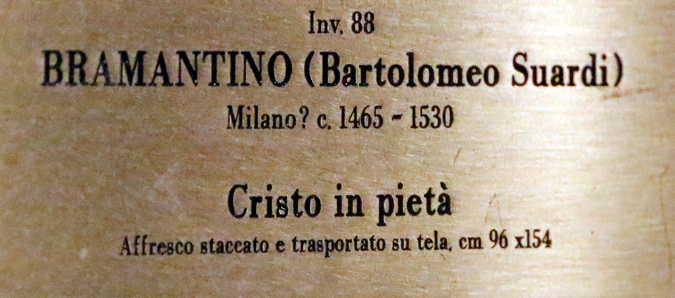 Inv. 88
BRAMANTINO (Bartolomeo Suardi)
Milano? c. 1465 - 1530
Cristo in pietà
Affresco staccato e trasportato su tela, cm 96 x154